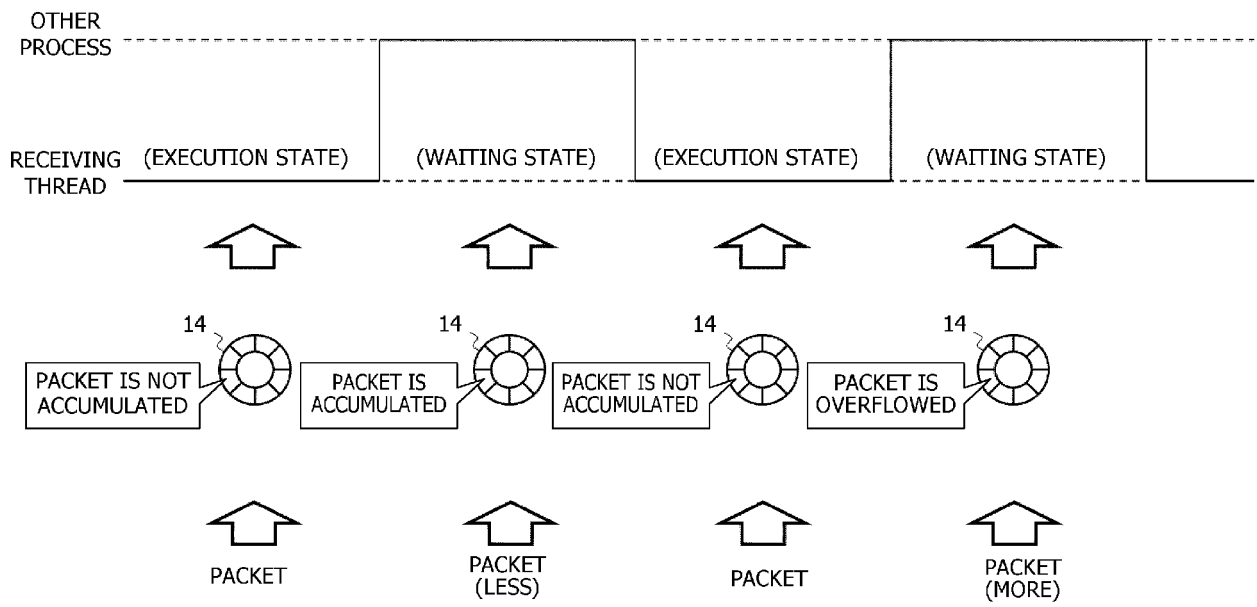 OTHER
PROCESS
RECEIVING
THREAD
(EXECUTION STATE)
(WAITING STATE)
(EXECUTION STATE)
(WAITING STATE)
14
14
14
14
PACKET IS NOT
ACCUMULATED
PACKET IS
ACCUMULATED
PACKET IS NOT
ACCUMULATED
PACKET IS
OVERFLOWED
PACKET
PACKET
(LESS)
PACKET
PACKET
(MORE)